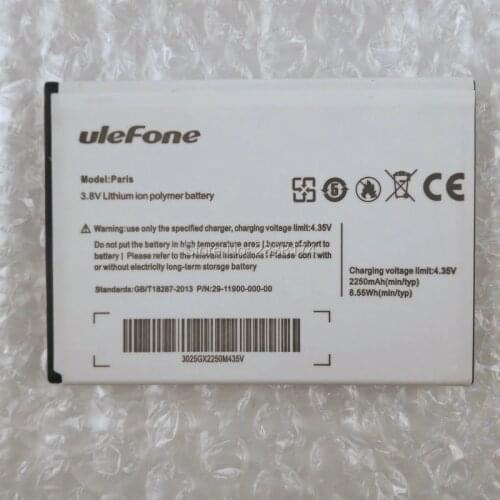 ulefone
Model:Paris
3.8V Lithium ion polymer battery
Warning:use only the specified charger, charging voltage limit:4.35V
Do not put the battery in high temperature area ,beware of short to
battery . Please refer to the relevant instructions! Please contact with
or without electricity long-term storage battery
Standards:GB/T18287-2013 P/N:29-11900-000-00
Charging voltage limit:4.35V
2250mAh(min/typ)
8.55Wh(min/typ)
3025GX2250M435V